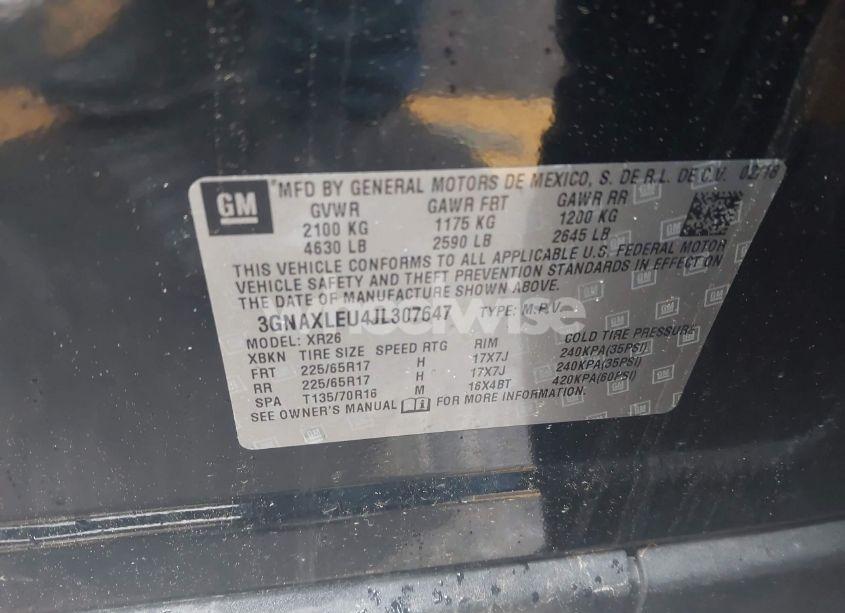 GM
*MFD BY GENERAL MOTORS DE MEXICO, S. DE R.L. DE C.V. 02/18
GVWR GAWR FRT GAWR RR
2100 KG 1175 KG 1200 KG
4630 LB 2590 LB 2645 LB
THIS VEHICLE CONFORMS TO ALL APPLICABLE U.S. FEDERAL MOTOR
VEHICLE SAFETY AND THEFT PREVENTION STANDARDS IN EFFECT ON
THE DATE OF MANUFACTURE SHOWN ABOVE.
3GNAXLEU4JL307647 TYPE: M.P.V.
MODEL: XR26
XBKN TIRE SIZE SPEED RTG RIM COLD TIRE PRESSURE
FRT 225/65R17 H 17X7J 240KPA(35PSI)
RR 225/65R17 H 17X7J 240KPA(35PSI)
SPA T135/70R16 M 16X4BT 420KPA(60PSI)
SEE OWNER'S MANUAL FOR MORE INFORMATION.